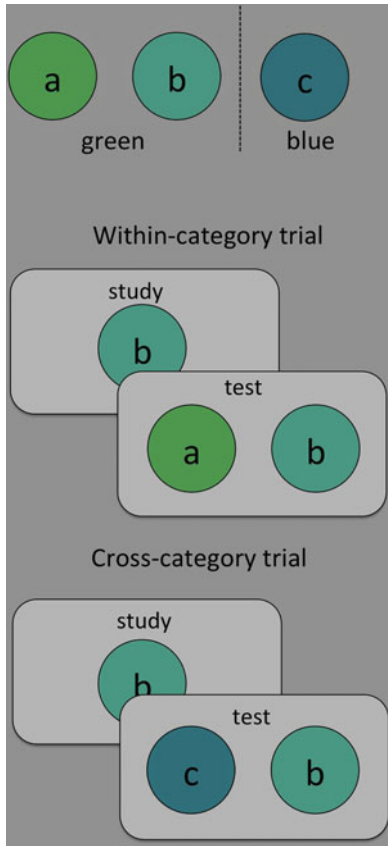 a b c
green blue
Within-category trial
study
b
test
a b
Cross-category trial
study
b
test
c b